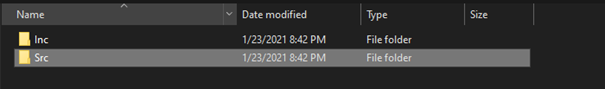 Name Date modified Type Size
Inc 1/23/2021 8:42 PM File folder
Src 1/23/2021 8:42 PM File folder